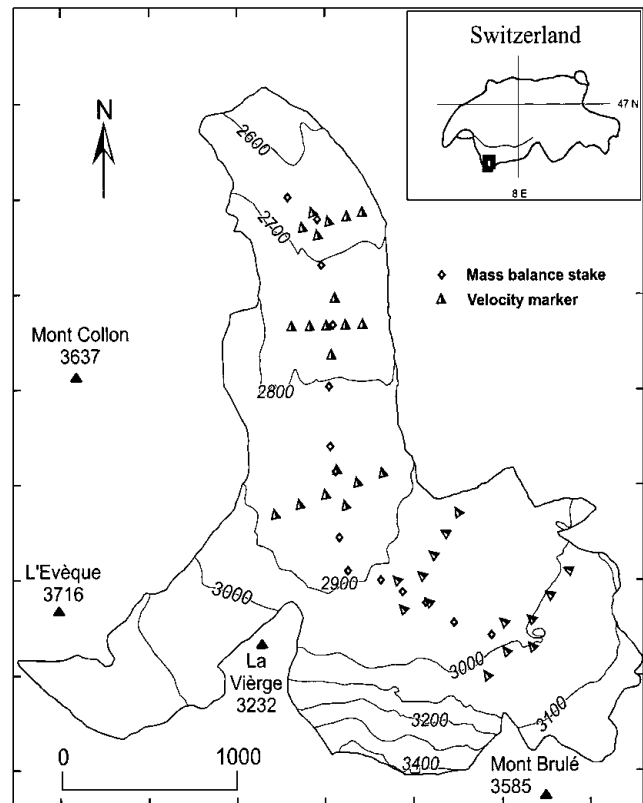 Switzerland
47 N
8 E
N
2600
2700
Mass balance stake
Velocity marker
Mont Collon
3637
2800
L'Evèque
3716
2900
3000
La
Vièrge
3232
3000
3100
3200
3400
0 1000
Mont Brulé
3585